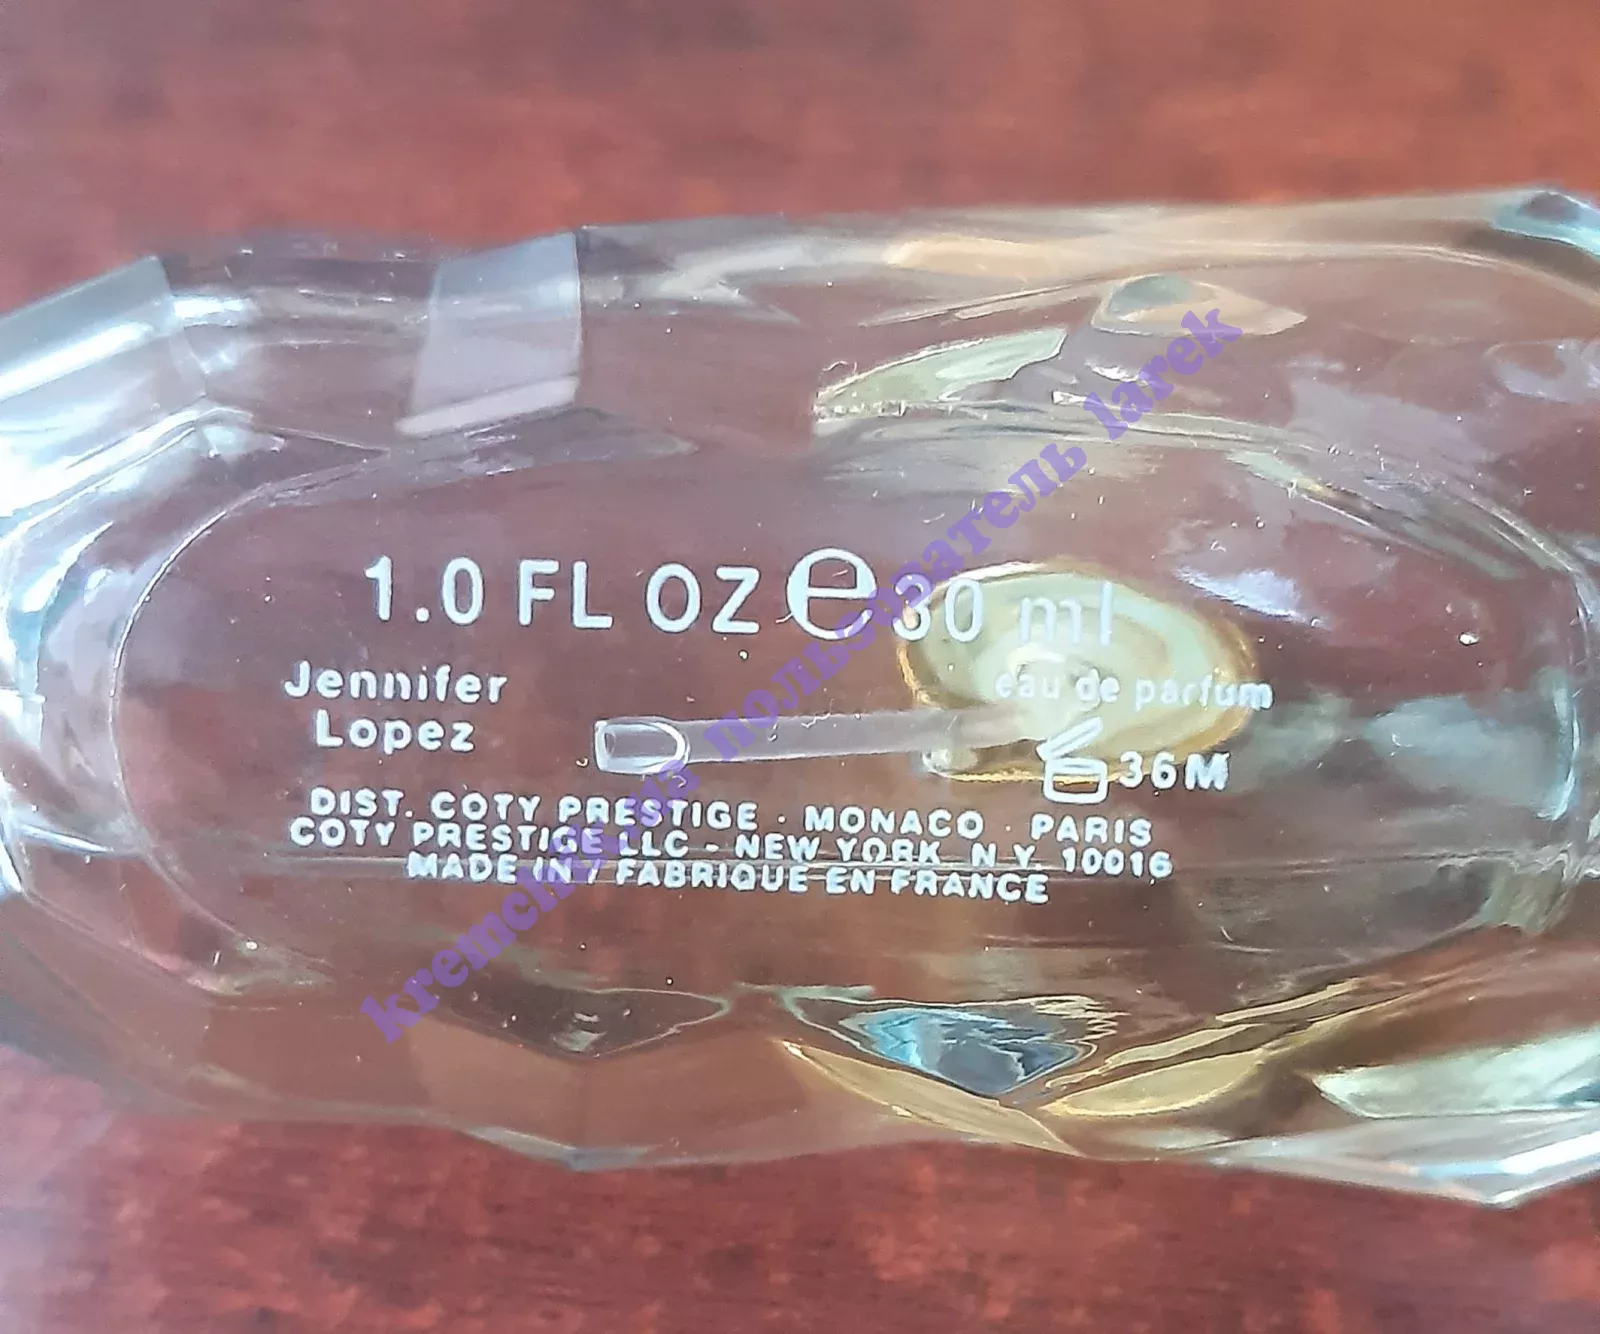 1.0 FL OZ e 30 ml
Jennifer
Lopez
eau de parfum
36M
DIST. COTY PRESTIGE · MONACO · PARIS
COTY PRESTIGE LLC - NEW YORK, N.Y. 10016
MADE IN / FABRIQUE EN FRANCE
пользователь larek